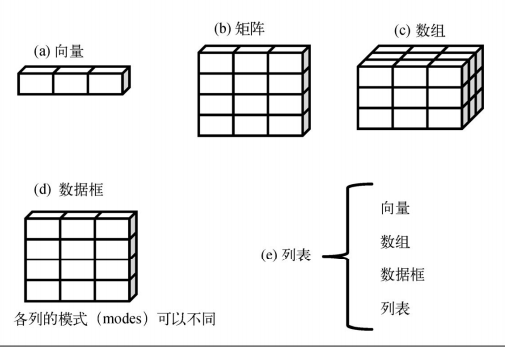 (a) 向量
(b) 矩阵
(c) 数组
(d) 数据框
各列的模式（modes）可以不同
(e) 列表
向量
数组
数据框
列表